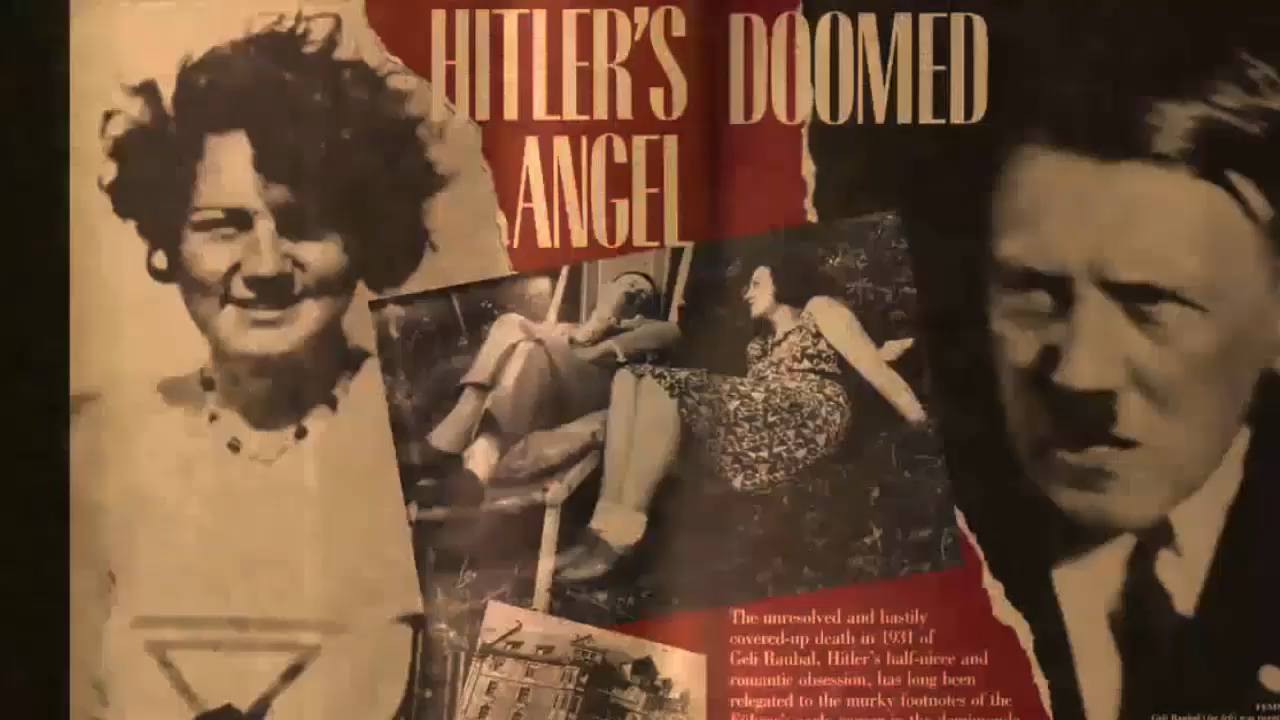 HITLER'S DOOMED
ANGEL
The unresolved and hastily
covered-up death in 1931 of
Geli Raubal, Hitler's half-niece and
romantic obsession, has long been
relegated to the murky footnotes of the